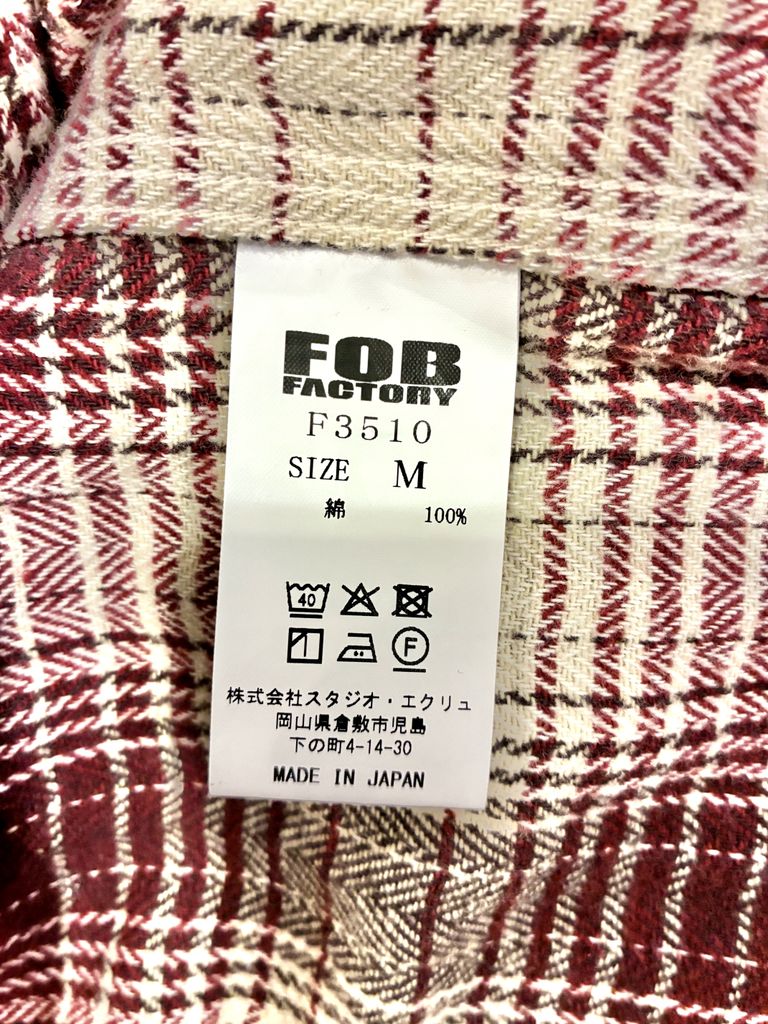 FOB
FACTORY
F3510
SIZE M
綿 100%
40
F
株式会社スタジオ・エクリュ
岡山県倉敷市児島
下の町4-14-30
MADE IN JAPAN